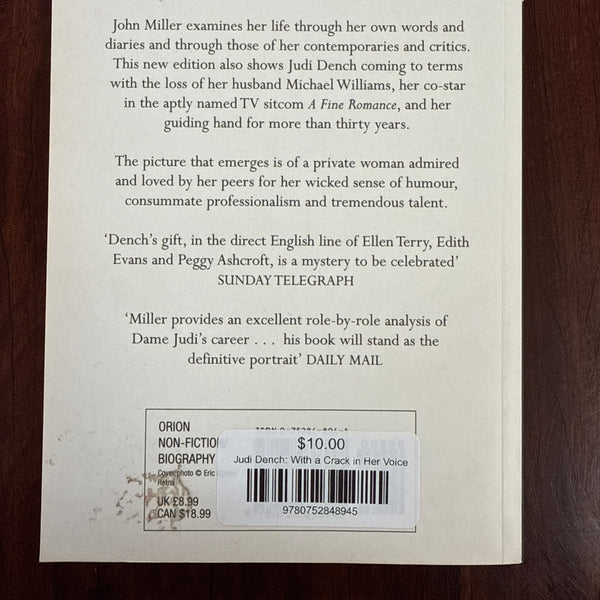 John Miller examines her life through her own words and
diaries and through those of her contemporaries and critics.
This new edition also shows Judi Dench coming to terms
with the loss of her husband Michael Williams, her co-star
in the aptly named TV sitcom A Fine Romance, and her
guiding hand for more than thirty years.
The picture that emerges is of a private woman admired
and loved by her peers for her wicked sense of humour,
consummate professionalism and tremendous talent.
‘Dench’s gift, in the direct English line of Ellen Terry, Edith
Evans and Peggy Ashcroft, is a mystery to be celebrated’
SUNDAY TELEGRAPH
‘Miller provides an excellent role-by-role analysis of
Dame Judi’s career . . . his book will stand as the
definitive portrait’ DAILY MAIL
ORION
NON-FICTION
BIOGRAPHY
Cover photo © Eric
Retna
UK £8.99
CAN $18.99
$10.00
Judi Dench: With a Crack in Her Voice
9780752848945